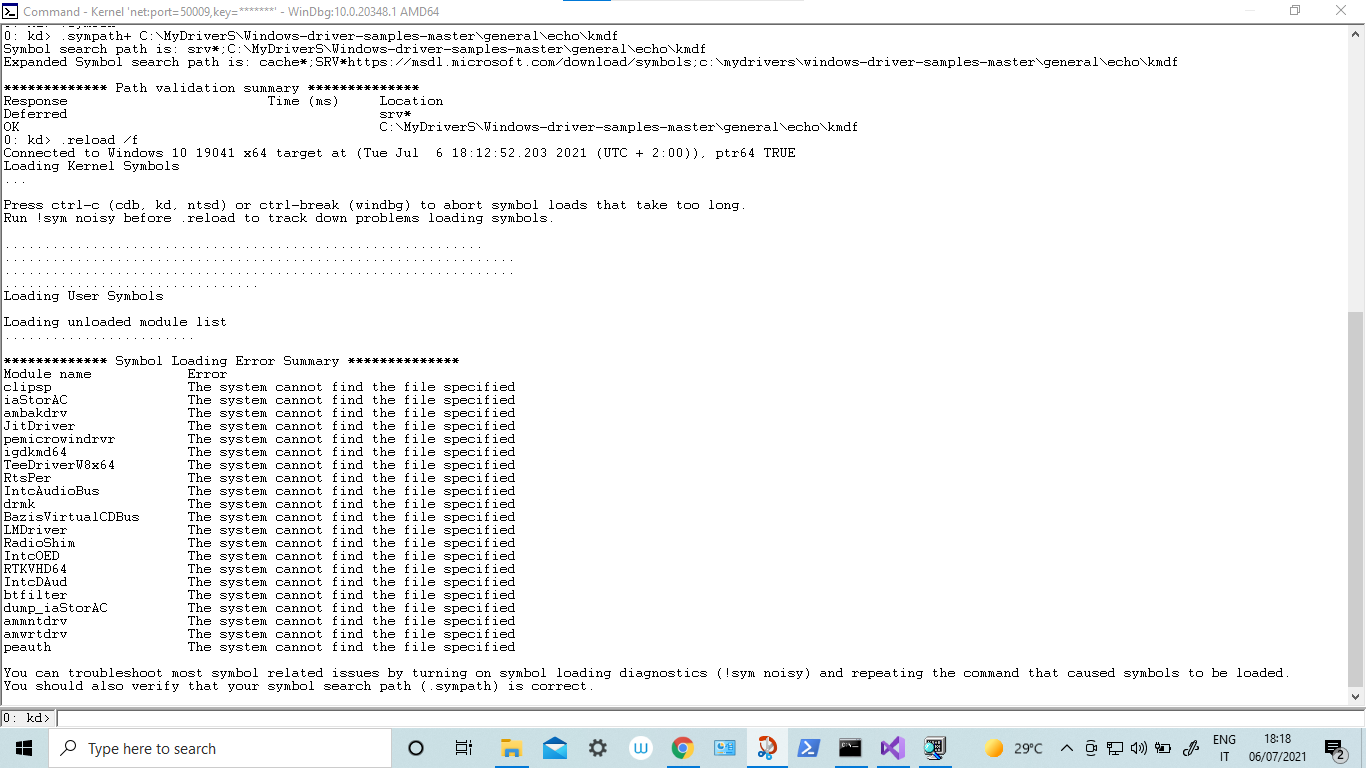 Command - Kernel 'net:port=50009,key=*******' - WinDbg:10.0.20348.1 AMD64
0: kd> .sympath+ C:\MyDriverS\Windows-driver-samples-master\general\echo\kmdf
Symbol search path is: srv*;C:\MyDriverS\Windows-driver-samples-master\general\echo\kmdf
Expanded Symbol search path is: cache*;SRV*https://msdl.microsoft.com/download/symbols;c:\mydrivers\windows-driver-samples-master\general\echo\kmdf
************* Path validation summary **************
Response Time (ms) Location
Deferred srv*
OK C:\MyDriverS\Windows-driver-samples-master\general\echo\kmdf
0: kd> .reload /f
Connected to Windows 10 19041 x64 target at (Tue Jul  6 18:12:52.203 2021 (UTC + 2:00)), ptr64 TRUE
Loading Kernel Symbols
...
Press ctrl-c (cdb, kd, ntsd) or ctrl-break (windbg) to abort symbol loads that take too long.
Run !sym noisy before .reload to track down problems loading symbols.
............................................................
................................................................
................................................................
................................
Loading User Symbols
Loading unloaded module list
........................
************* Symbol Loading Error Summary **************
Module name Error
clipsp The system cannot find the file specified
iaStorAC The system cannot find the file specified
ambakdrv The system cannot find the file specified
JitDriver The system cannot find the file specified
pemicrowindrvr The system cannot find the file specified
igdkmd64 The system cannot find the file specified
TeeDriverW8x64 The system cannot find the file specified
RtsPer The system cannot find the file specified
IntcAudioBus The system cannot find the file specified
drmk The system cannot find the file specified
BazisVirtualCDBus The system cannot find the file specified
LMDriver The system cannot find the file specified
RadioShim The system cannot find the file specified
IntcOED The system cannot find the file specified
RTKVHD64 The system cannot find the file specified
IntcDAud The system cannot find the file specified
btfilter The system cannot find the file specified
dump_iaStorAC The system cannot find the file specified
ammntdrv The system cannot find the file specified
amwrtdrv The system cannot find the file specified
peauth The system cannot find the file specified
You can troubleshoot most symbol related issues by turning on symbol loading diagnostics (!sym noisy) and repeating the command that caused symbols to be loaded.
You should also verify that your symbol search path (.sympath) is correct.
0: kd>
Type here to search
29°C
ENG
IT
18:18
06/07/2021
2